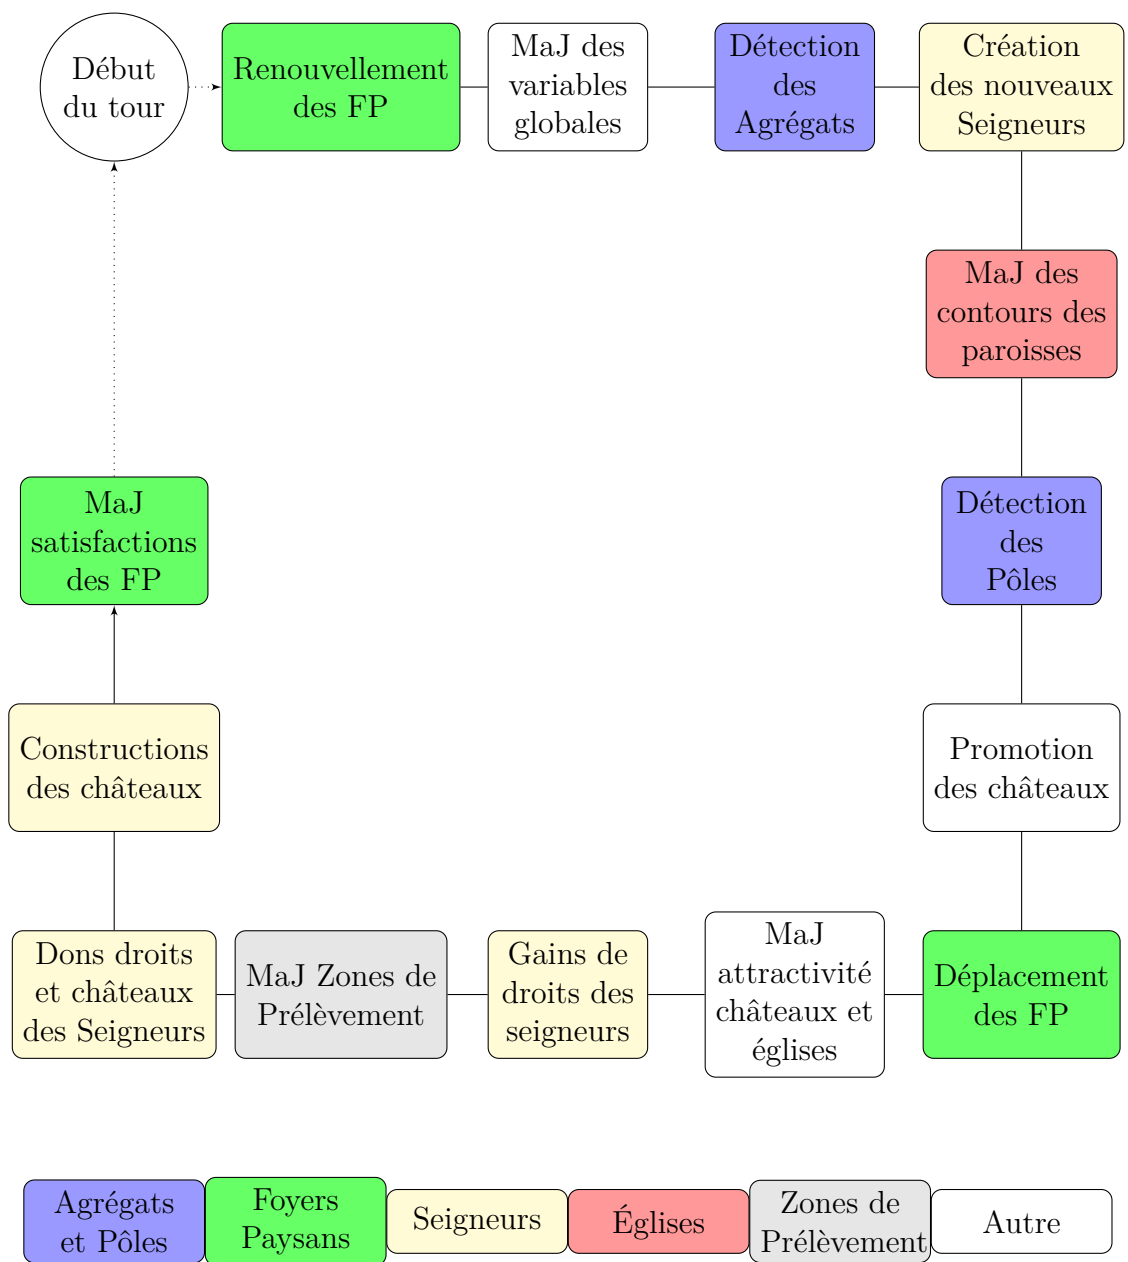 Début
du tour
Renouvellement
des FP
MaJ des
variables
globales
Détection
des
Agrégats
Création
des nouveaux
Seigneurs
MaJ des
contours des
paroisses
Détection
des
Pôles
Promotion
des châteaux
Déplacement
des FP
MaJ
attractivité
châteaux et
églises
Gains de
droits des
seigneurs
MaJ Zones de
Prélèvement
Dons droits
et châteaux
des Seigneurs
Constructions
des châteaux
MaJ
satisfactions
des FP
Agrégats
et Pôles
Foyers
Paysans
Seigneurs
Églises
Zones de
Prélèvement
Autre